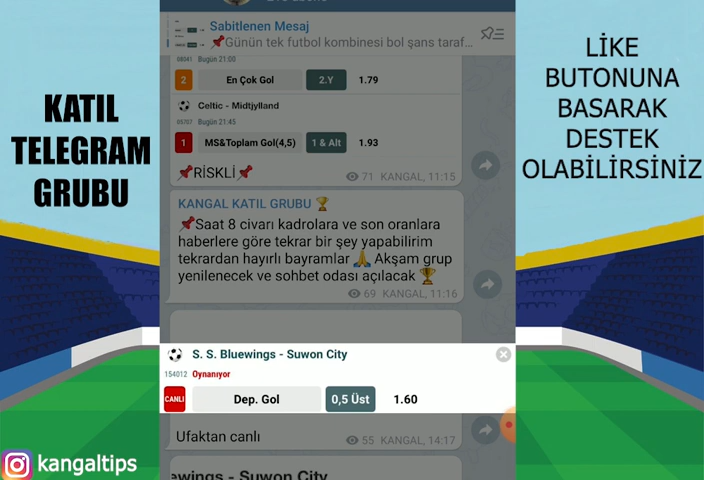 KATIL
TELEGRAM
GRUBU
LİKE
BUTONUNA
BASARAK
DESTEK
OLABİLİRSİNİZ
Sabitlenen Mesaj
📌Günün tek futbol kombinesi bol şans taraf...
08041 Bugün 21:00
2 En Çok Gol 2.Y 1.79
Celtic - Midtjylland
05707 Bugün 21:45
1 MS&Toplam Gol(4,5) 1 & Alt 1.93
📌RİSKLİ📌
71 KANGAL, 11:15
KANGAL KATIL GRUBU 🏆
📌Saat 8 civarı kadrolara ve son oranlara
haberlere göre tekrar bir şey yapabilirim
tekrardan hayırlı bayramlar 🙏 Akşam grup
yenilenecek ve sohbet odası açılacak 🏆
69 KANGAL, 11:16
S. S. Bluewings - Suwon City
154012 Oynanıyor
CANLI Dep. Gol 0,5 Üst 1.60
Ufaktan canlı
55 KANGAL, 14:17
ewings - Suwon City
kangaltips